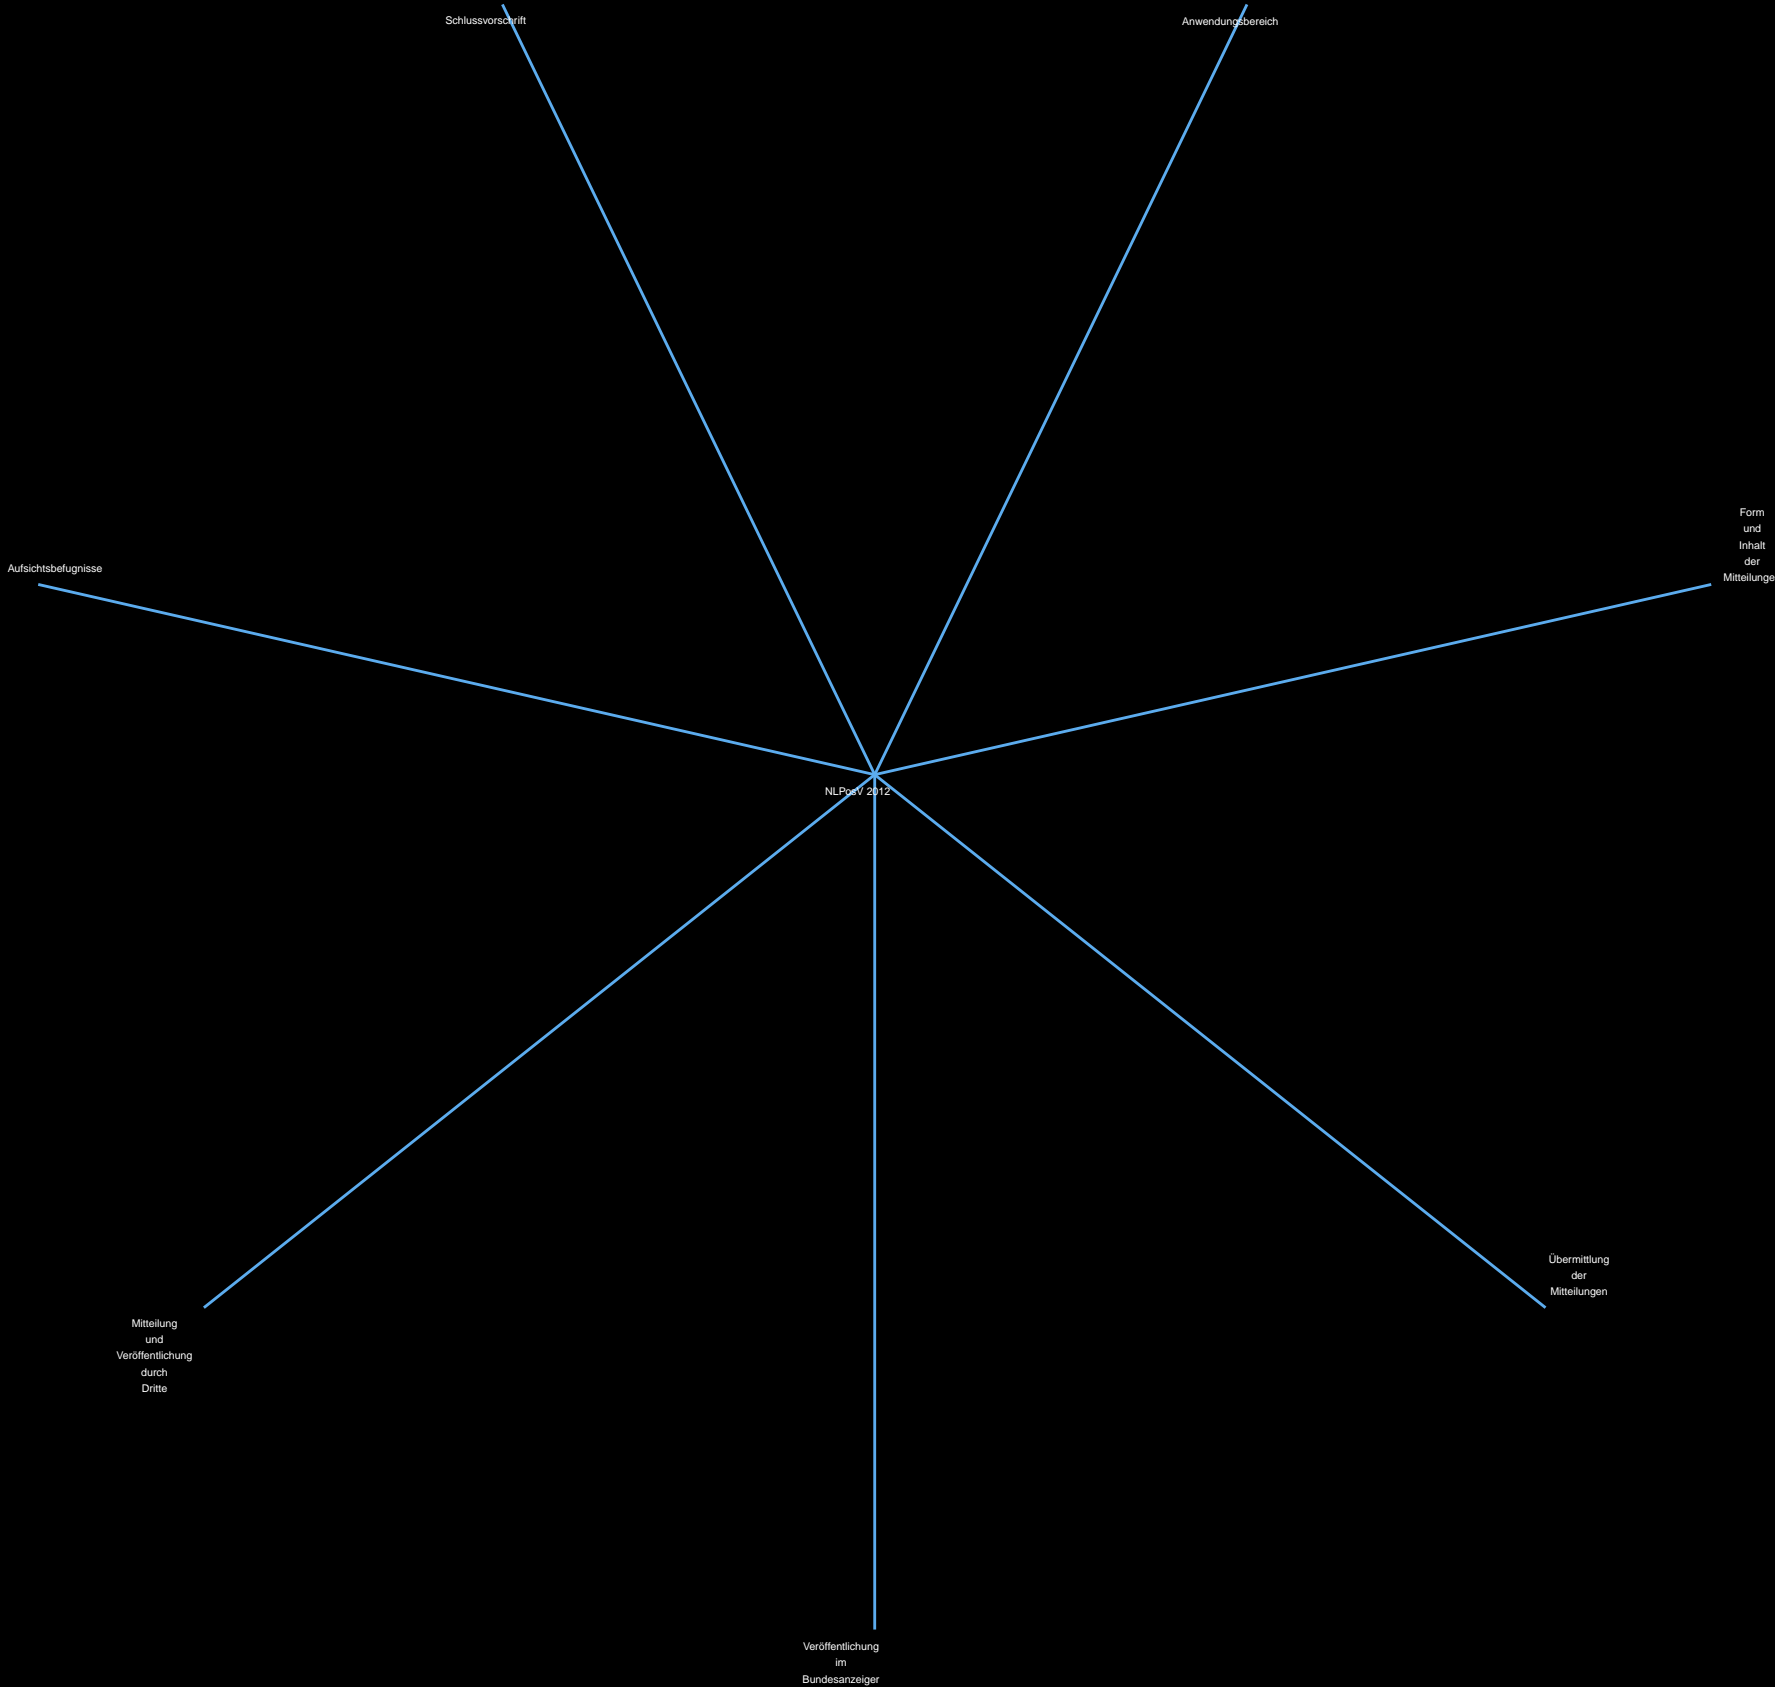 Schlussvorschrift
Anwendungsbereich
Form
und
Inhalt
der
Mitteilunge
Aufsichtsbefugnisse
NLPosV 2012
Übermittlung
der
Mitteilungen
Mitteilung
und
Veröffentlichung
durch
Dritte
Veröffentlichung
im
Bundesanzeiger